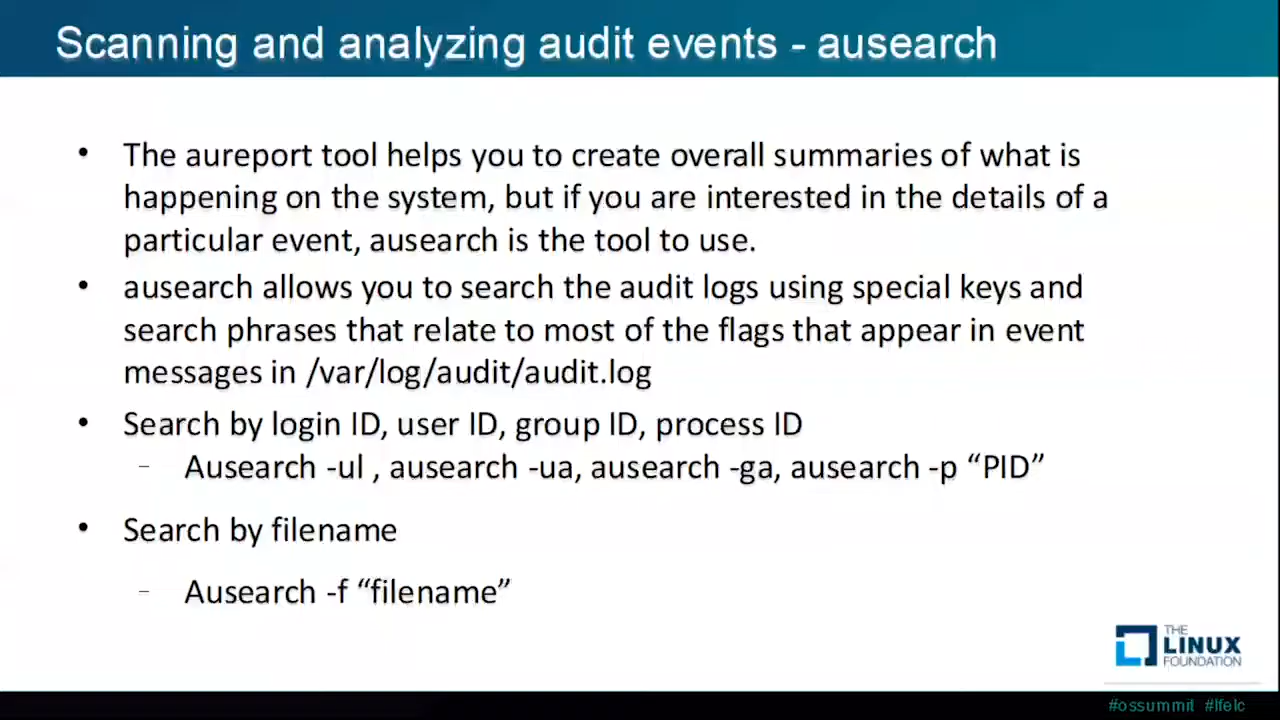 Scanning and analyzing audit events - ausearch
• The aureport tool helps you to create overall summaries of what is
happening on the system, but if you are interested in the details of a
particular event, ausearch is the tool to use.
• ausearch allows you to search the audit logs using special keys and
search phrases that relate to most of the flags that appear in event
messages in /var/log/audit/audit.log
• Search by login ID, user ID, group ID, process ID
– Ausearch -ul , ausearch -ua, ausearch -ga, ausearch -p “PID”
• Search by filename
– Ausearch -f “filename”
THE
LINUX
FOUNDATION
#ossummit #lfelc